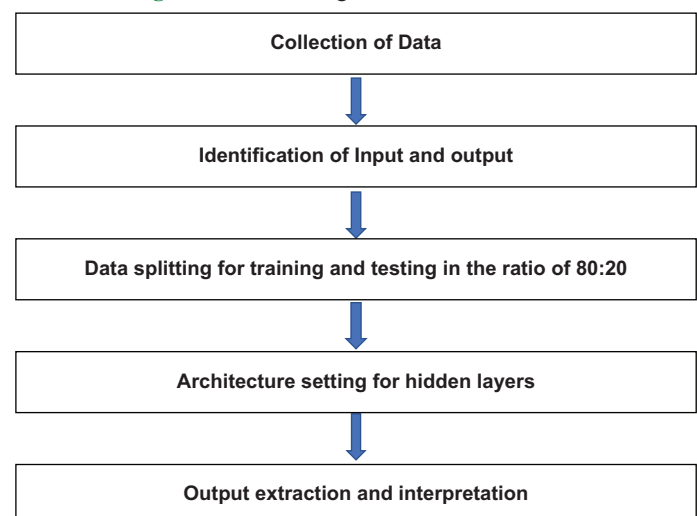 Collection of Data
Identification of Input and output
Data splitting for training and testing in the ratio of 80:20
Architecture setting for hidden layers
Output extraction and interpretation